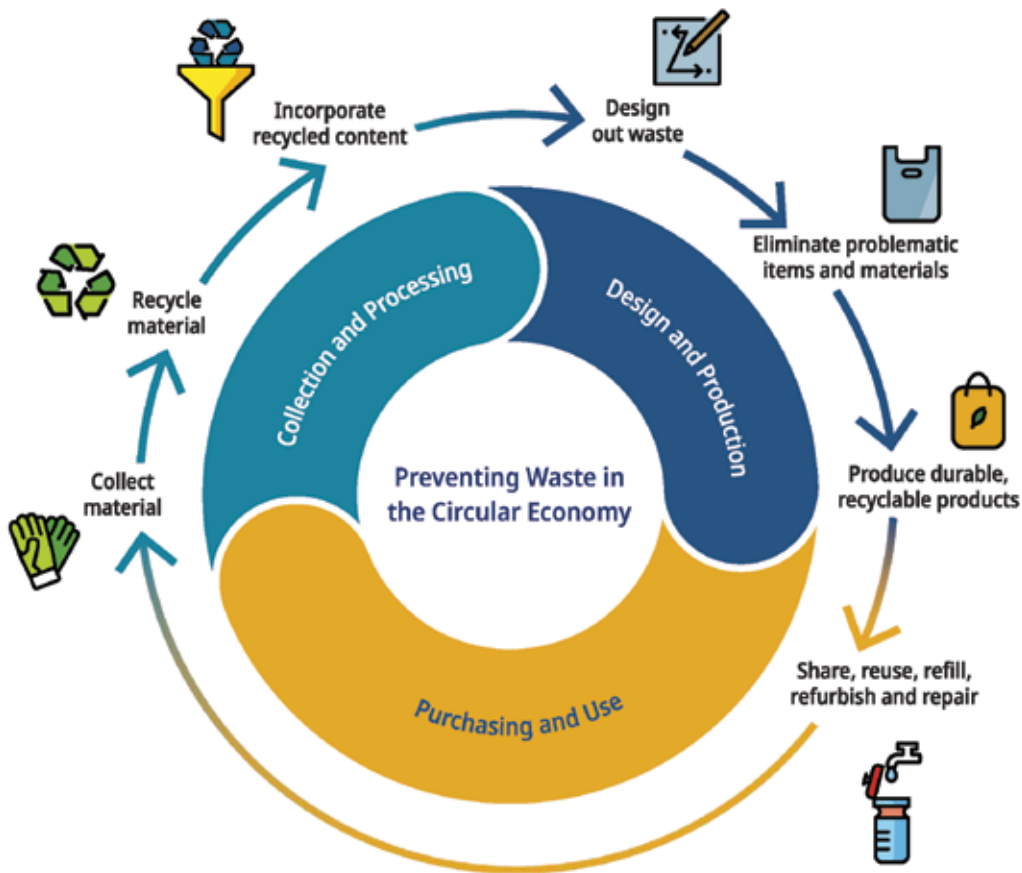 Incorporate
recycled content
Design
out waste
Eliminate problematic
items and materials
Recycle
material
Collection and Processing
Design and Production
Collect
material
Preventing Waste in
the Circular Economy
Produce durable,
recyclable products
Share, reuse, refill,
refurbish and repair
Purchasing and Use